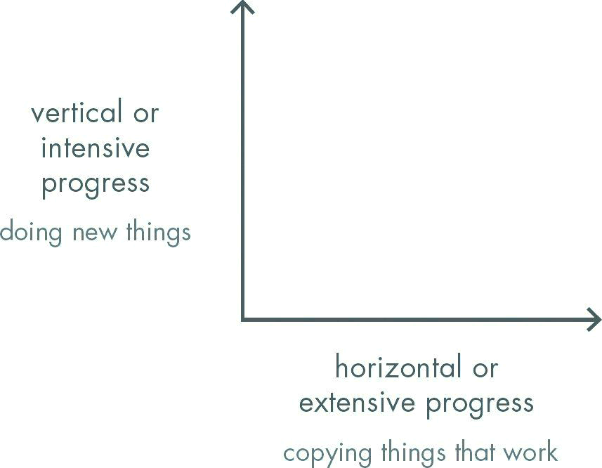 vertical or
intensive
progress
doing new things
horizontal or
extensive progress
copying things that work